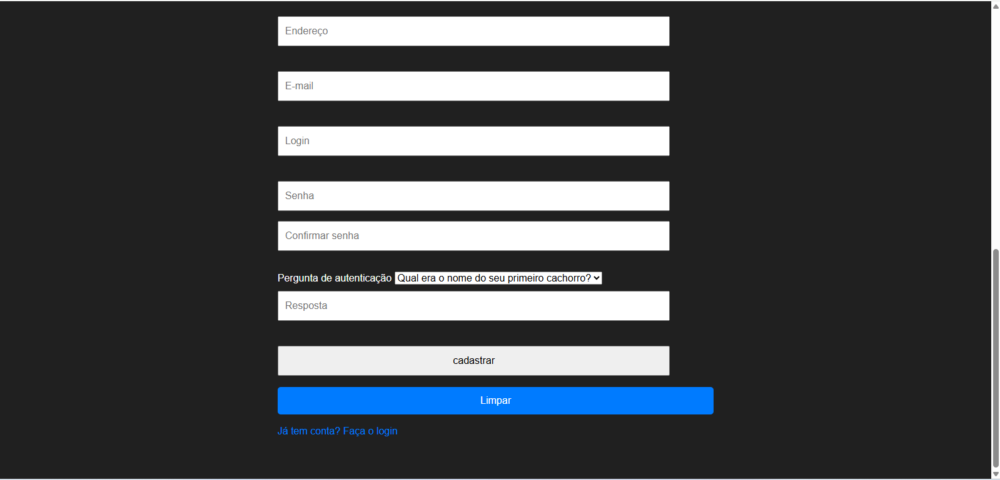 Endereço
E-mail
Login
Senha
Confirmar senha
Pergunta de autenticação Qual era o nome do seu primeiro cachorro?
Resposta
cadastrar
Limpar
Já tem conta? Faça o login